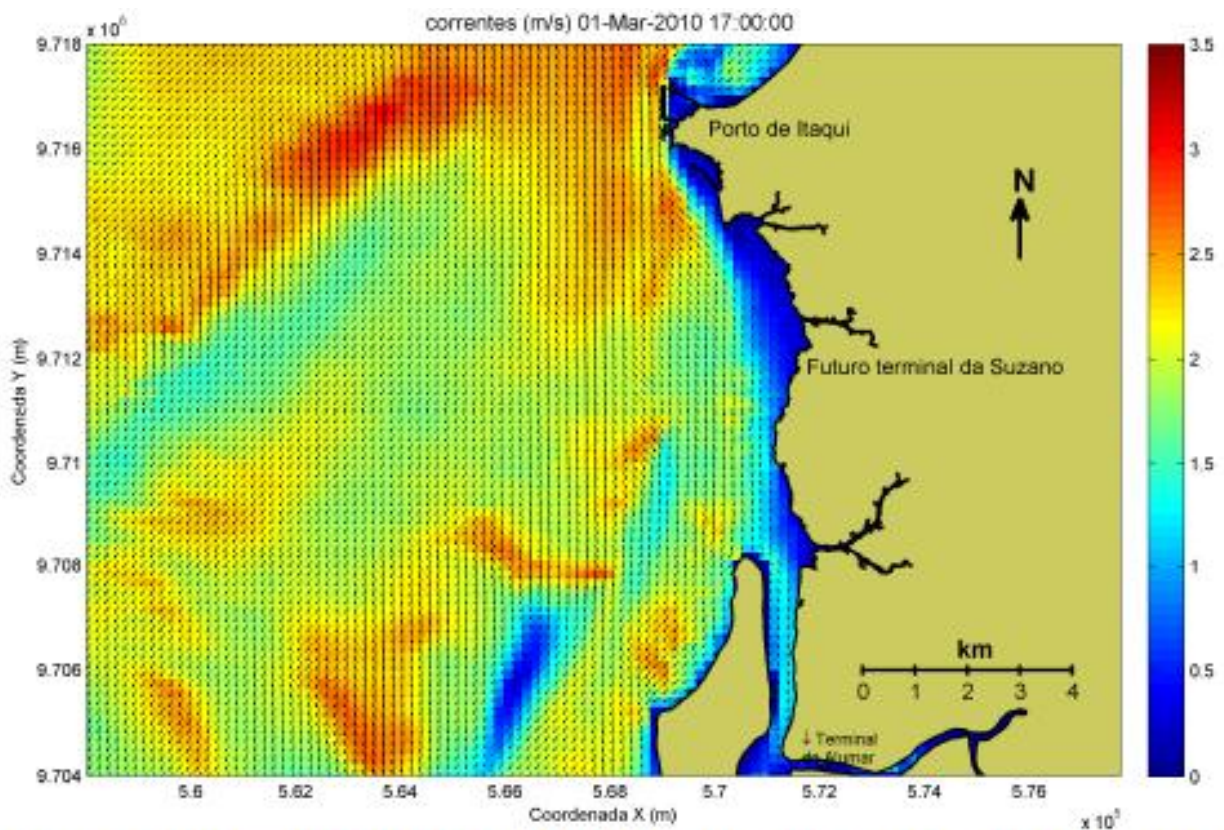 correntes (m/s) 01-Mar-2010 17:00:00
x 10⁶
9.718
9.716
9.714
9.712
9.71
9.708
9.706
9.704
Coordenada Y (m)
Porto de Itaqui
N
Futuro terminal da Suzano
km
0 1 2 3 4
↓ Terminal
da Alumar
5.6 5.62 5.64 5.66 5.68 5.7 5.72 5.74 5.76
Coordenada X (m)
x 10⁵
3.5
3
2.5
2
1.5
1
0.5
0